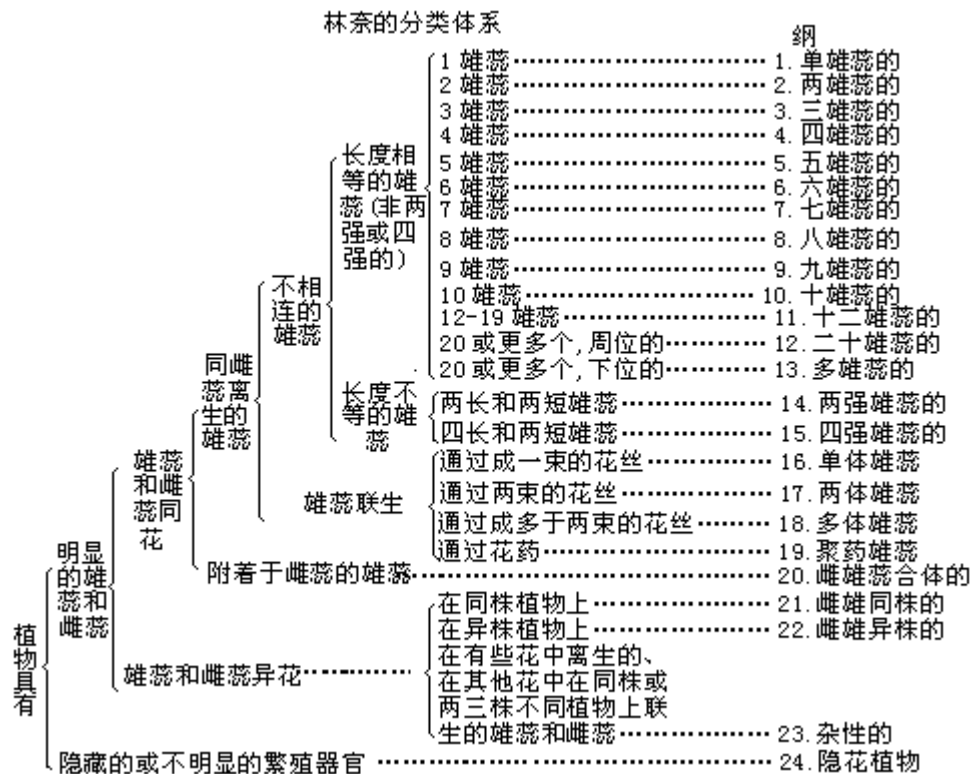 林奈的分类体系
纲
1 雄蕊 1. 单雄蕊的
2 雄蕊 2. 两雄蕊的
3 雄蕊 3. 三雄蕊的
4 雄蕊 4. 四雄蕊的
长度相等的雄蕊(非两强或四强的)
5 雄蕊 5. 五雄蕊的
6 雄蕊 6. 六雄蕊的
7 雄蕊 7. 七雄蕊的
8 雄蕊 8. 八雄蕊的
9 雄蕊 9. 九雄蕊的
不相连的雄蕊
10 雄蕊 10. 十雄蕊的
12-19 雄蕊 11. 十二雄蕊的
20 或更多个,周位的 12. 二十雄蕊的
20 或更多个,下位的 13. 多雄蕊的
同雌蕊离生的雄蕊
长度不等的雄蕊
两长和两短雄蕊 14. 两强雄蕊的
四长和两短雄蕊 15. 四强雄蕊的
雄蕊和雌蕊同花
通过成一束的花丝 16. 单体雄蕊
雄蕊联生
通过两束的花丝 17. 两体雄蕊
通过成多于两束的花丝 18. 多体雄蕊
通过花药 19. 聚药雄蕊
明显的雄蕊和雌蕊
附着于雌蕊的雄蕊 20. 雌雄蕊合体的
在同株植物上 21. 雌雄同株的
在异株植物上 22. 雌雄异株的
植物具有
雄蕊和雌蕊异花
在有些花中离生的、
在其他花中在同株或
两三株不同植物上联
生的雄蕊和雌蕊 23. 杂性的
隐藏的或不明显的繁殖器官 24. 隐花植物